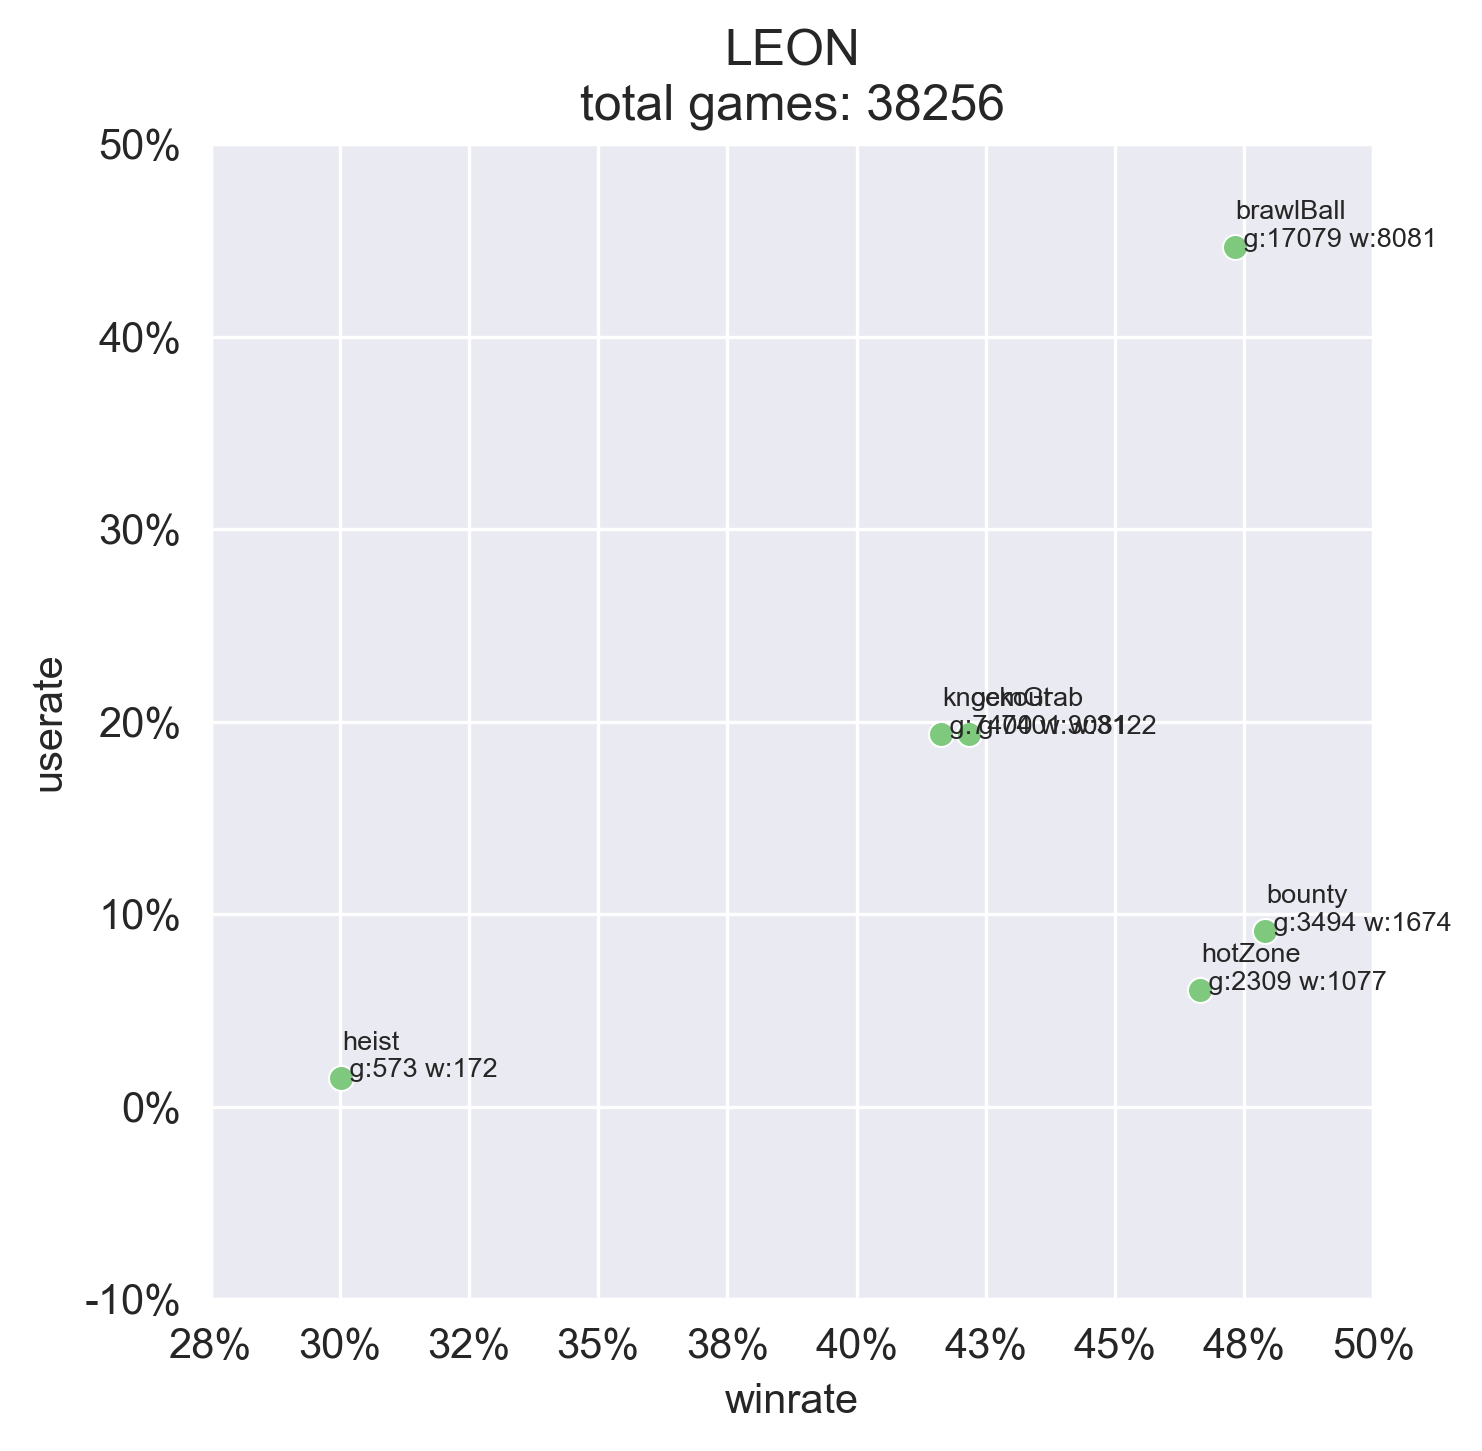 LEON
total games: 38256
50%
brawlBall
g:17079 w:8081
40%
30%
20%
10%
bounty
g:3494 w:1674
hotZone
g:2309 w:1077
heist
g:573 w:172
0%
-10%
28% 30% 32% 35% 38% 40% 43% 45% 48% 50%
winrate
userate